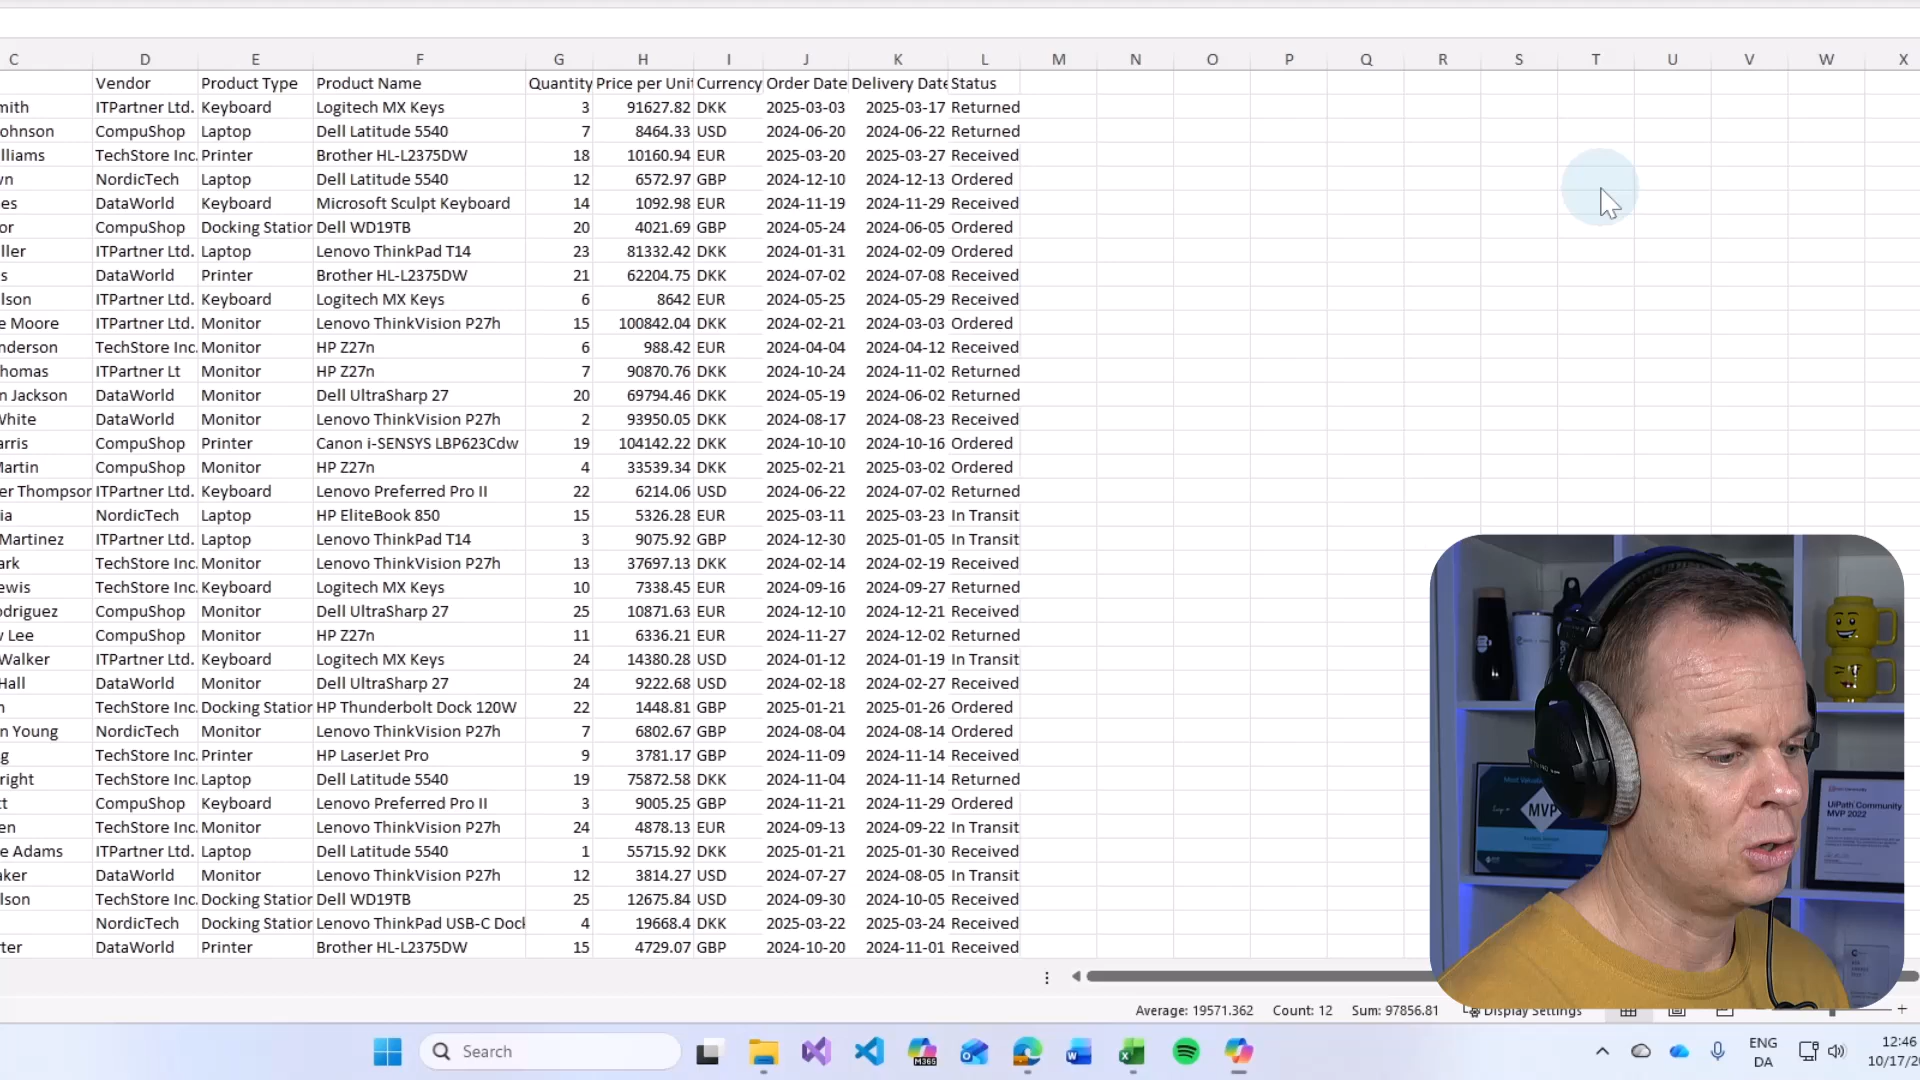 C D E F G H I J K L M N O P Q R S T U V W X
Vendor Product Type Product Name Quantity Price per Unit Currency Order Date Delivery Date Status
mith ITPartner Ltd. Keyboard Logitech MX Keys 3 91627.82 DKK 2025-03-03 2025-03-17 Returned
ohnson CompuShop Laptop Dell Latitude 5540 7 8464.33 USD 2024-06-20 2024-06-22 Returned
lliams TechStore Inc. Printer Brother HL-L2375DW 18 10160.94 EUR 2025-03-20 2025-03-27 Received
wn NordicTech Laptop Dell Latitude 5540 12 6572.97 GBP 2024-12-10 2024-12-13 Ordered
es DataWorld Keyboard Microsoft Sculpt Keyboard 14 1092.98 EUR 2024-11-19 2024-11-29 Received
or CompuShop Docking Station Dell WD19TB 20 4021.69 GBP 2024-05-24 2024-06-05 Ordered
ller ITPartner Ltd. Laptop Lenovo ThinkPad T14 23 81332.42 DKK 2024-01-31 2024-02-09 Ordered
s DataWorld Printer Brother HL-L2375DW 21 62204.75 DKK 2024-07-02 2024-07-08 Received
lson ITPartner Ltd. Keyboard Logitech MX Keys 6 8642 EUR 2024-05-25 2024-05-29 Received
e Moore ITPartner Ltd. Monitor Lenovo ThinkVision P27h 15 100842.04 DKK 2024-02-21 2024-03-03 Ordered
nderson TechStore Inc. Monitor HP Z27n 6 988.42 EUR 2024-04-04 2024-04-12 Received
homas ITPartner Lt Monitor HP Z27n 7 90870.76 DKK 2024-10-24 2024-11-02 Returned
n Jackson DataWorld Monitor Dell UltraSharp 27 20 69794.46 DKK 2024-05-19 2024-06-02 Returned
White DataWorld Monitor Lenovo ThinkVision P27h 2 93950.05 DKK 2024-08-17 2024-08-23 Received
arris CompuShop Printer Canon i-SENSYS LBP623Cdw 19 104142.22 DKK 2024-10-10 2024-10-16 Ordered
Martin CompuShop Monitor HP Z27n 4 33539.34 DKK 2025-02-21 2025-03-02 Ordered
er Thompson ITPartner Ltd. Keyboard Lenovo Preferred Pro II 22 6214.06 USD 2024-06-22 2024-07-02 Returned
ia NordicTech Laptop HP EliteBook 850 15 5326.28 EUR 2025-03-11 2025-03-23 In Transit
Martinez ITPartner Ltd. Laptop Lenovo ThinkPad T14 3 9075.92 GBP 2024-12-30 2025-01-05 In Transit
ark TechStore Inc. Monitor Lenovo ThinkVision P27h 13 37697.13 DKK 2024-02-14 2024-02-19 Received
ewis TechStore Inc. Keyboard Logitech MX Keys 10 7338.45 EUR 2024-09-16 2024-09-27 Returned
odriguez CompuShop Monitor Dell UltraSharp 27 25 10871.63 EUR 2024-12-10 2024-12-21 Received
w Lee CompuShop Monitor HP Z27n 11 6336.21 EUR 2024-11-27 2024-12-02 Returned
Walker ITPartner Ltd. Keyboard Logitech MX Keys 24 14380.28 USD 2024-01-12 2024-01-19 In Transit
Hall DataWorld Monitor Dell UltraSharp 27 24 9222.68 USD 2024-02-18 2024-02-27 Received
n TechStore Inc. Docking Station HP Thunderbolt Dock 120W 22 1448.81 GBP 2025-01-21 2025-01-26 Ordered
n Young NordicTech Monitor Lenovo ThinkVision P27h 7 6802.67 GBP 2024-08-04 2024-08-14 Ordered
g TechStore Inc. Printer HP LaserJet Pro 9 3781.17 GBP 2024-11-09 2024-11-14 Received
right TechStore Inc. Laptop Dell Latitude 5540 19 75872.58 DKK 2024-11-04 2024-11-14 Returned
tt CompuShop Keyboard Lenovo Preferred Pro II 3 9005.25 GBP 2024-11-21 2024-11-29 Ordered
en TechStore Inc. Monitor Lenovo ThinkVision P27h 24 4878.13 EUR 2024-09-13 2024-09-22 In Transit
e Adams ITPartner Ltd. Laptop Dell Latitude 5540 1 55715.92 DKK 2025-01-21 2025-01-30 Received
aker DataWorld Monitor Lenovo ThinkVision P27h 12 3814.27 USD 2024-07-27 2024-08-05 In Transit
lson TechStore Inc. Docking Station Dell WD19TB 25 12675.84 USD 2024-09-30 2024-10-05 Received
NordicTech Docking Station Lenovo ThinkPad USB-C Dock 4 19668.4 DKK 2025-03-22 2025-03-24 Received
rter DataWorld Printer Brother HL-L2375DW 15 4729.07 GBP 2024-10-20 2024-11-01 Received
MVP
UiPath Community
MVP 2022
Average: 19571.362 Count: 12 Sum: 97856.81 Display Settings
Search
M365
ENG
DA
12:46
10/17/20